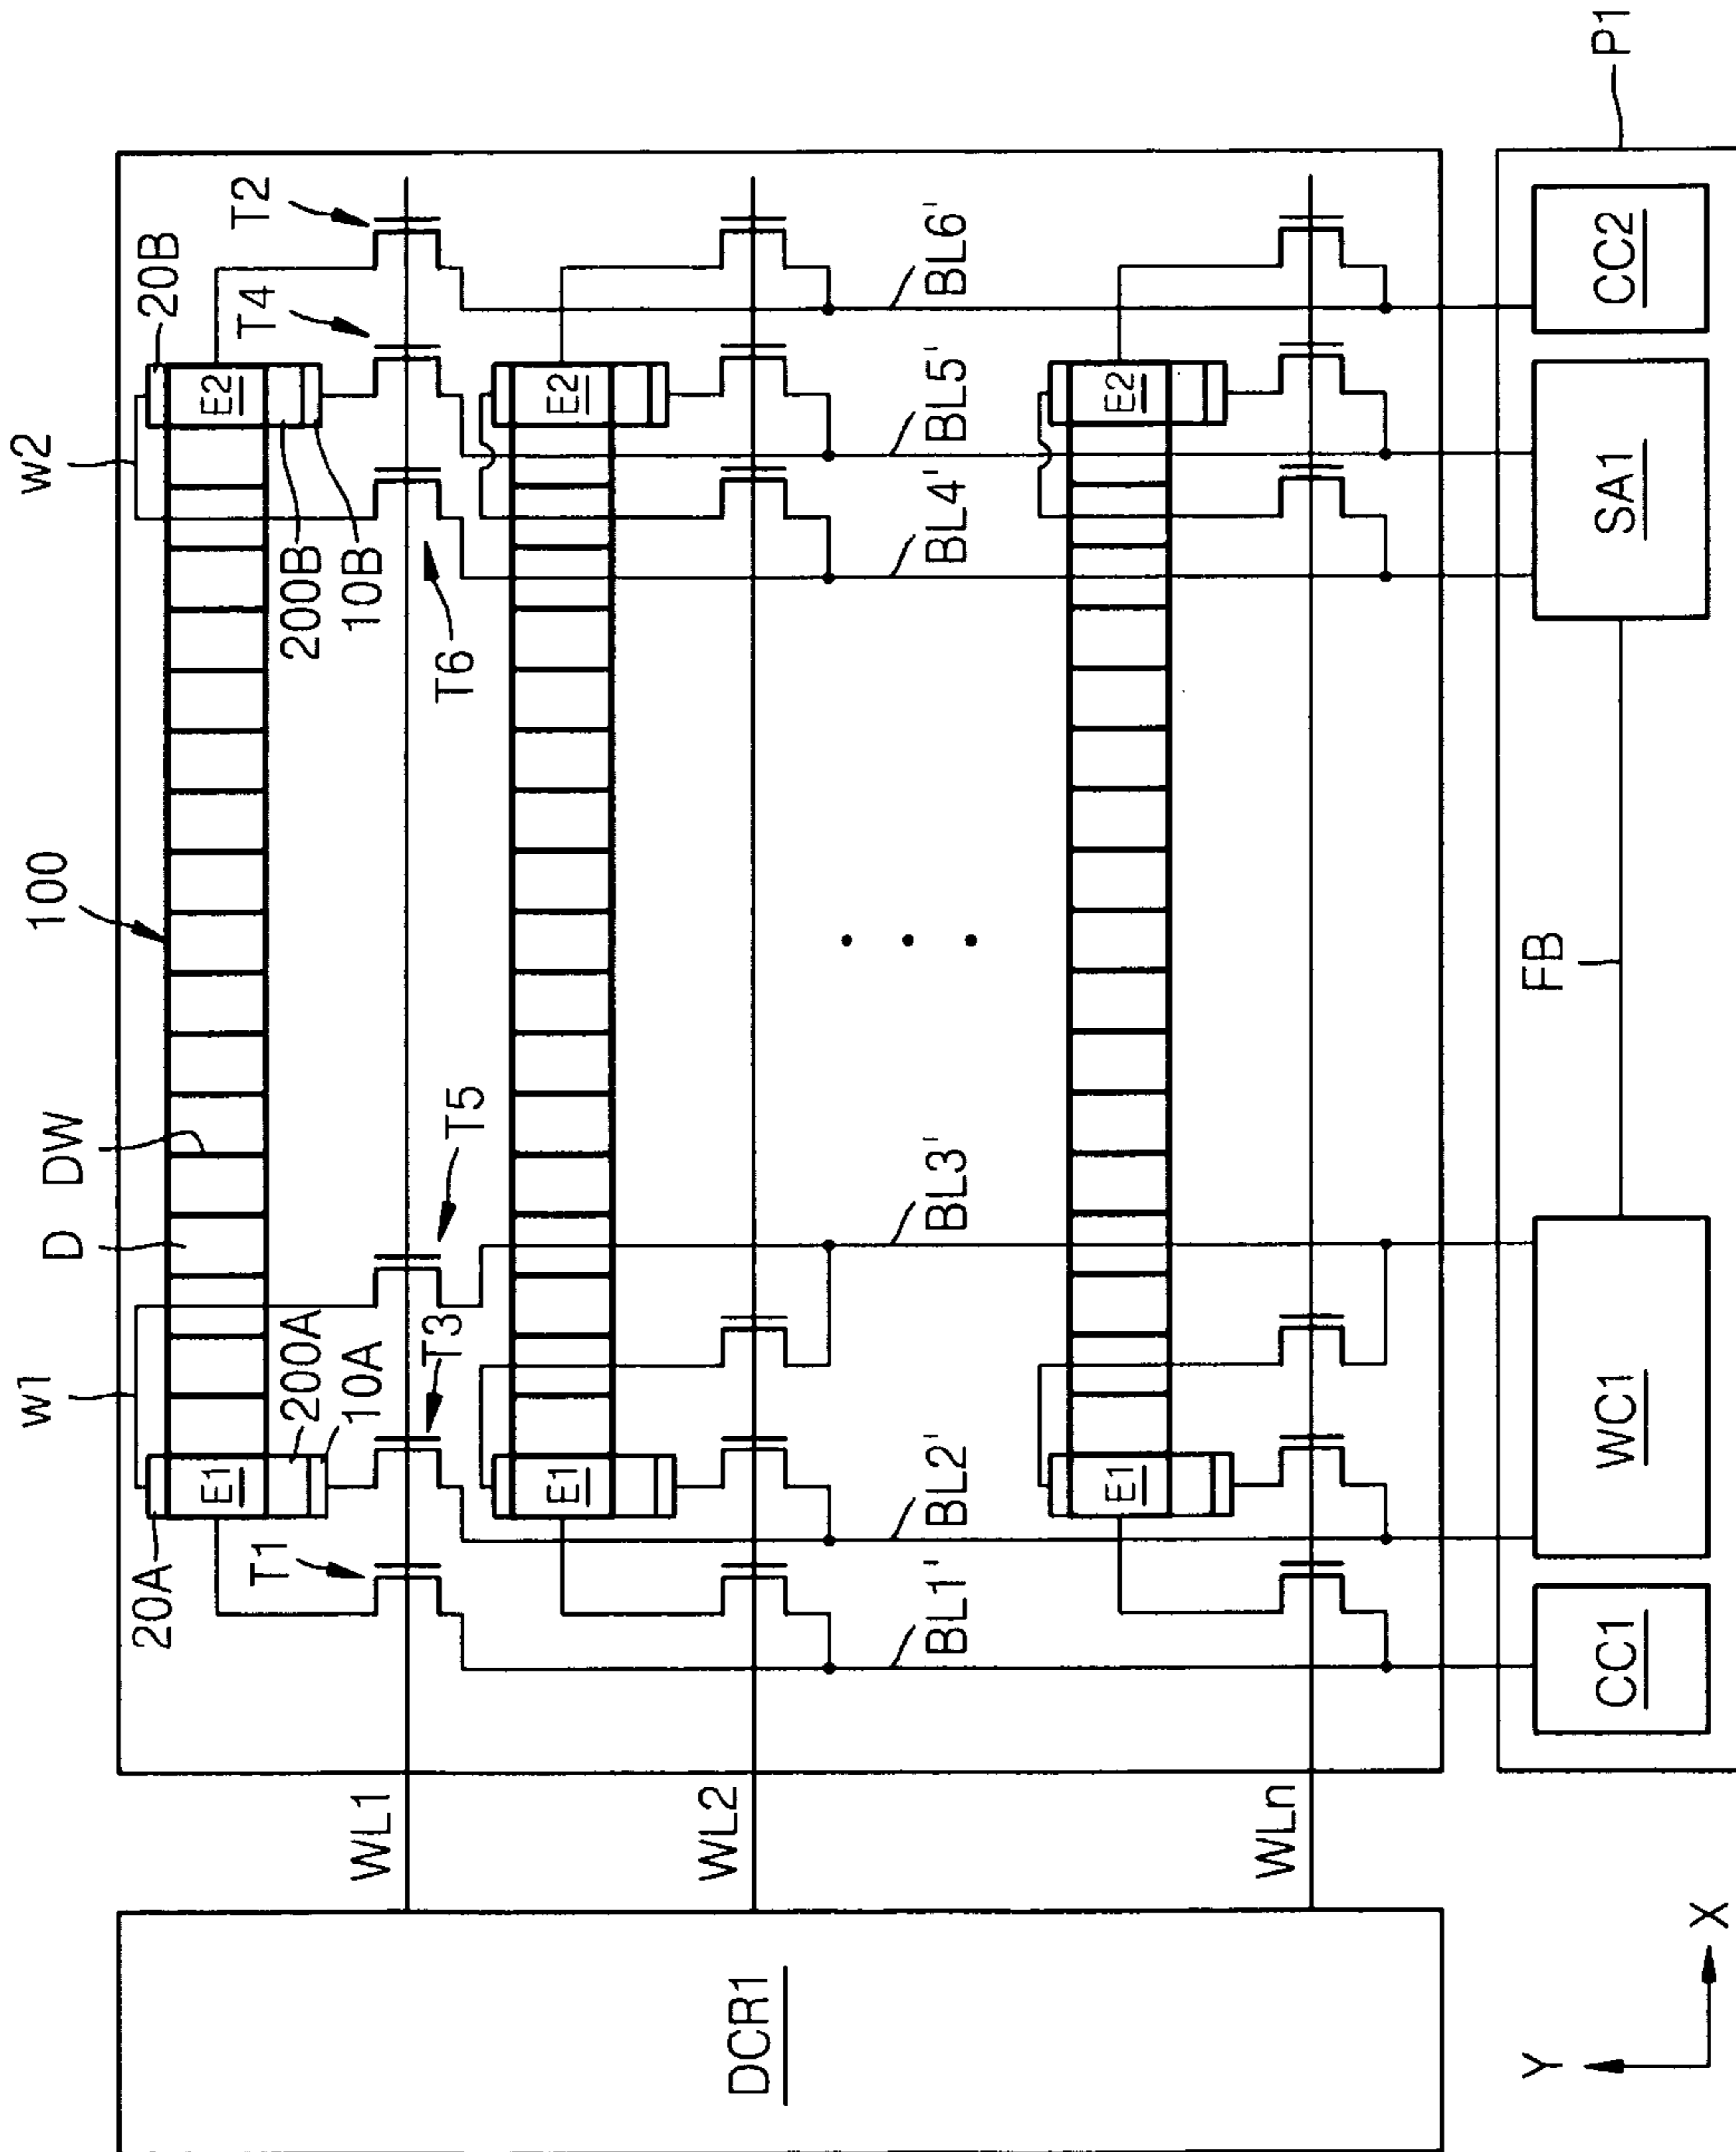 w1
D
DW
100
w2
20A
E1
200A
10A
T1
T3
T5
20B
E2
200B
10B
T6
T4
T2
WL1
E1
E2
WL2
BL1'
BL2'
BL3'
BL4'
BL5'
BL6'
E1
E2
WLn
DCR1
CC1
WC1
FB
SA1
CC2
P1
Y
X